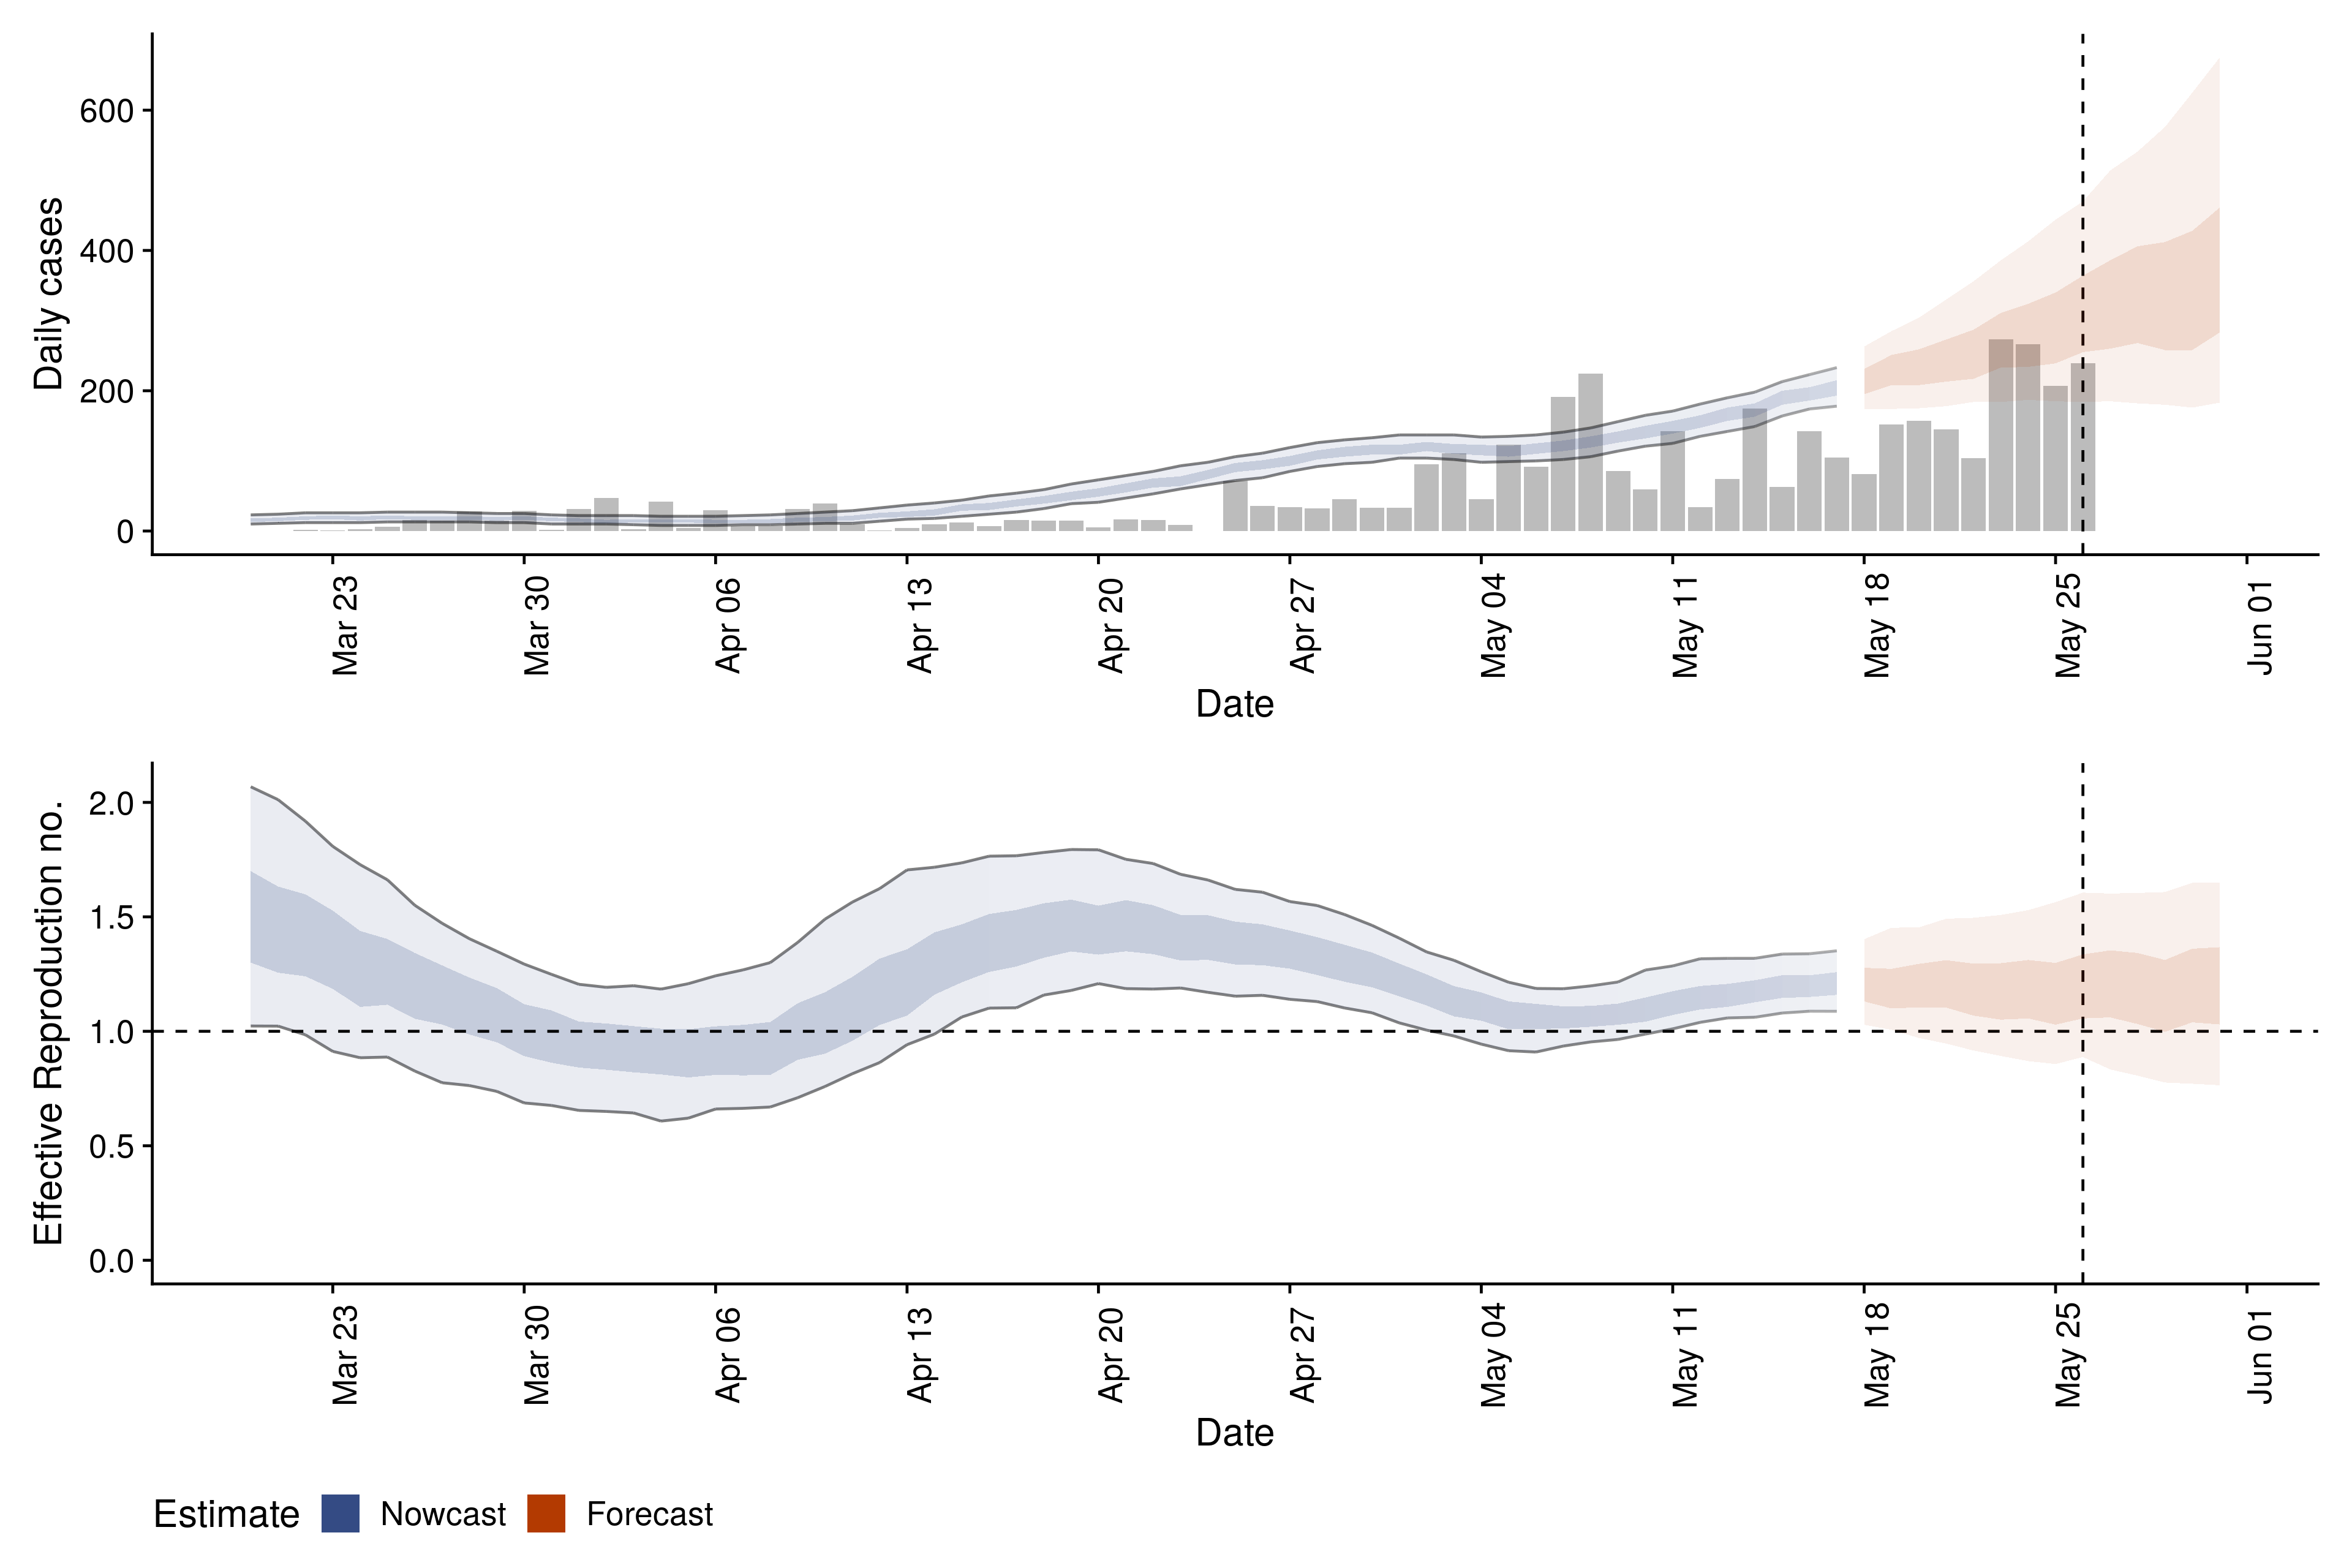 Daily cases
600
400
200
0
Mar 23
Mar 30
Apr 06
Apr 13
Apr 20
Apr 27
May 04
May 11
May 18
May 25
Jun 01
Date
Effective Reproduction no.
2.0
1.5
1.0
0.5
0.0
Mar 23
Mar 30
Apr 06
Apr 13
Apr 20
Apr 27
May 04
May 11
May 18
May 25
Jun 01
Date
Estimate Nowcast Forecast